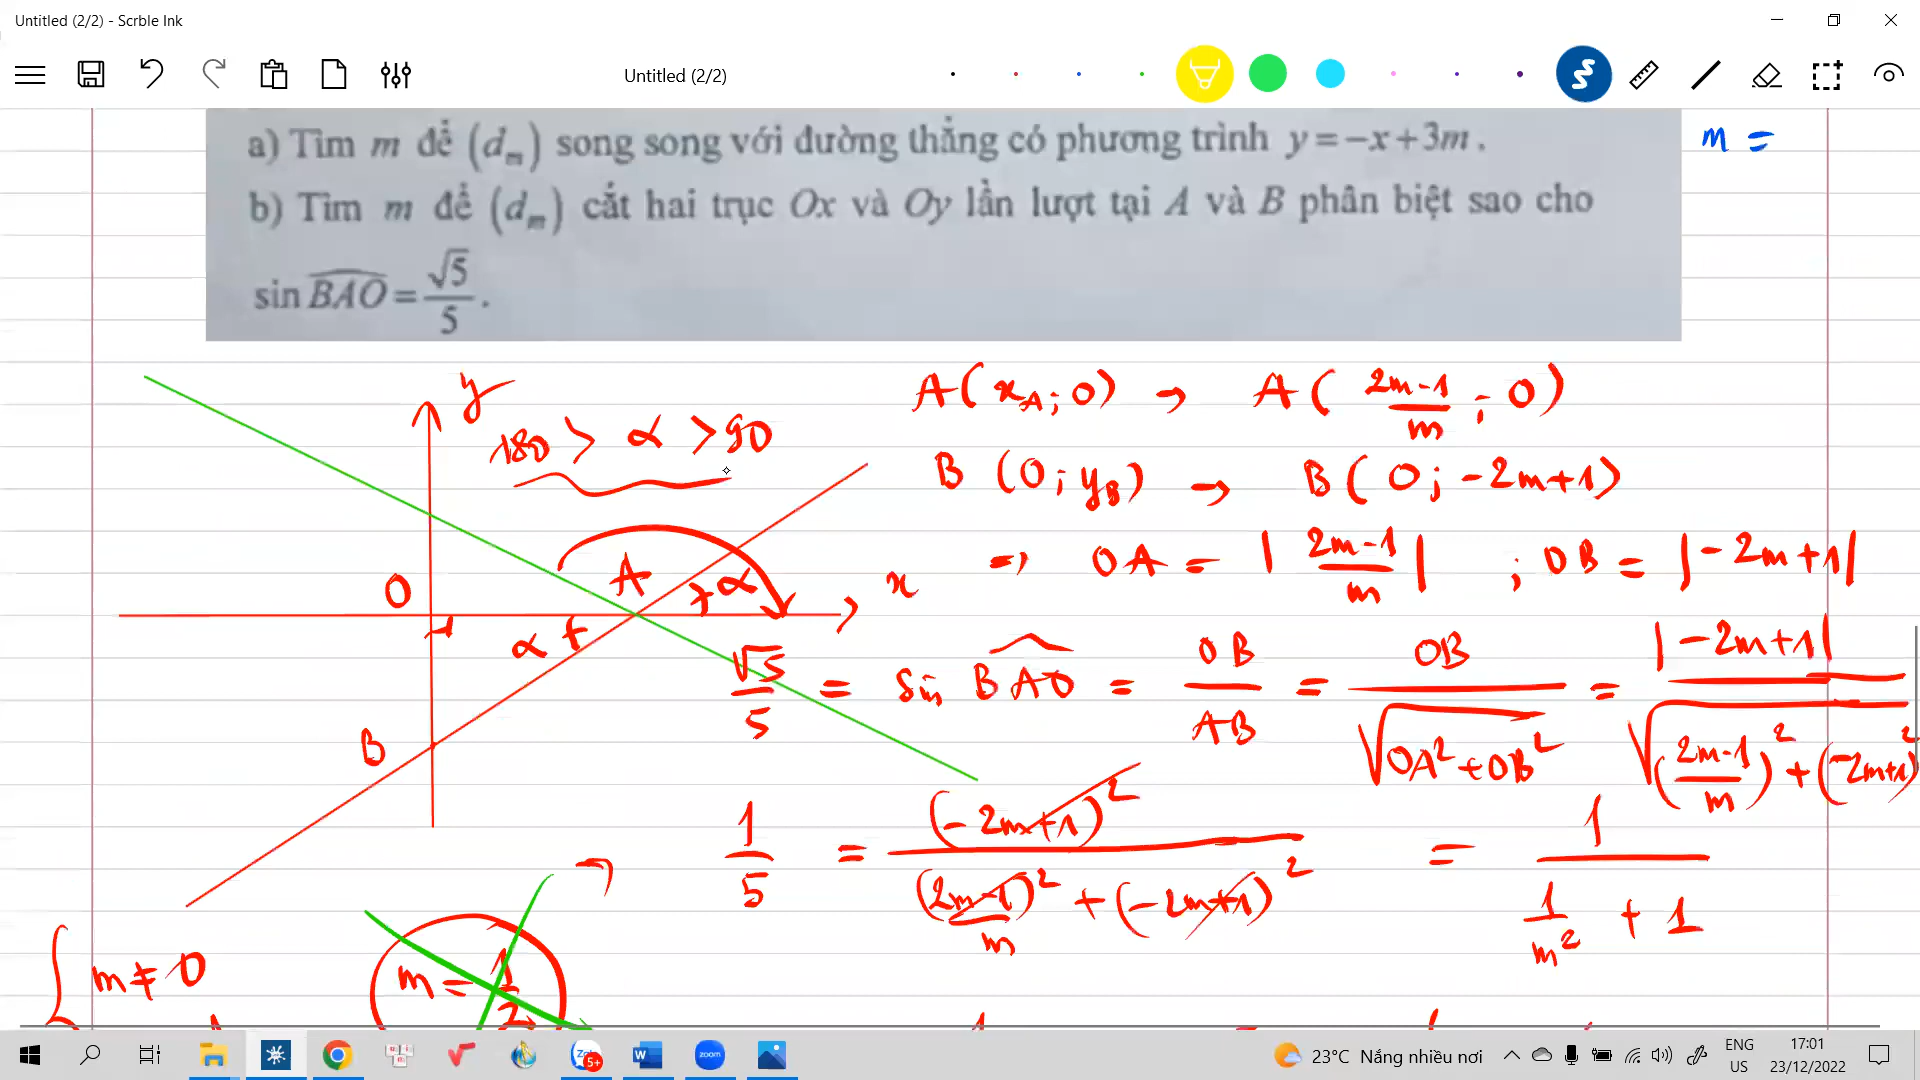 Untitled (2/2) - Scrble Ink
Untitled (2/2)
a) Tìm m để (dₘ) song song với đường thẳng có phương trình y = −x + 3m.
m =
b) Tìm m để (dₘ) cắt hai trục Ox và Oy lần lượt tại A và B phân biệt sao cho
sin BAO = √5/5.
y
180 > α > 90
A(x_A; 0) → A(2m-1/m ; 0)
B (0; y_B) → B(0; -2m+1)
⇒ OA = |2m-1/m| ; OB = |-2m+1|
O A α x
α
√5/5 = sin BAO = OB/AB = OB/√(OA² + OB²) = |-2m+1|/√((2m-1/m)² + (-2m+1)²)
B
1/5 = (-2m+1)²/((2m-1/m)² + (-2m+1)²) = 1/(1/m² + 1)
m ≠ 0
m = 1/2
23°C Nắng nhiều nơi
ENG
US
17:01
23/12/2022
zoom
5+